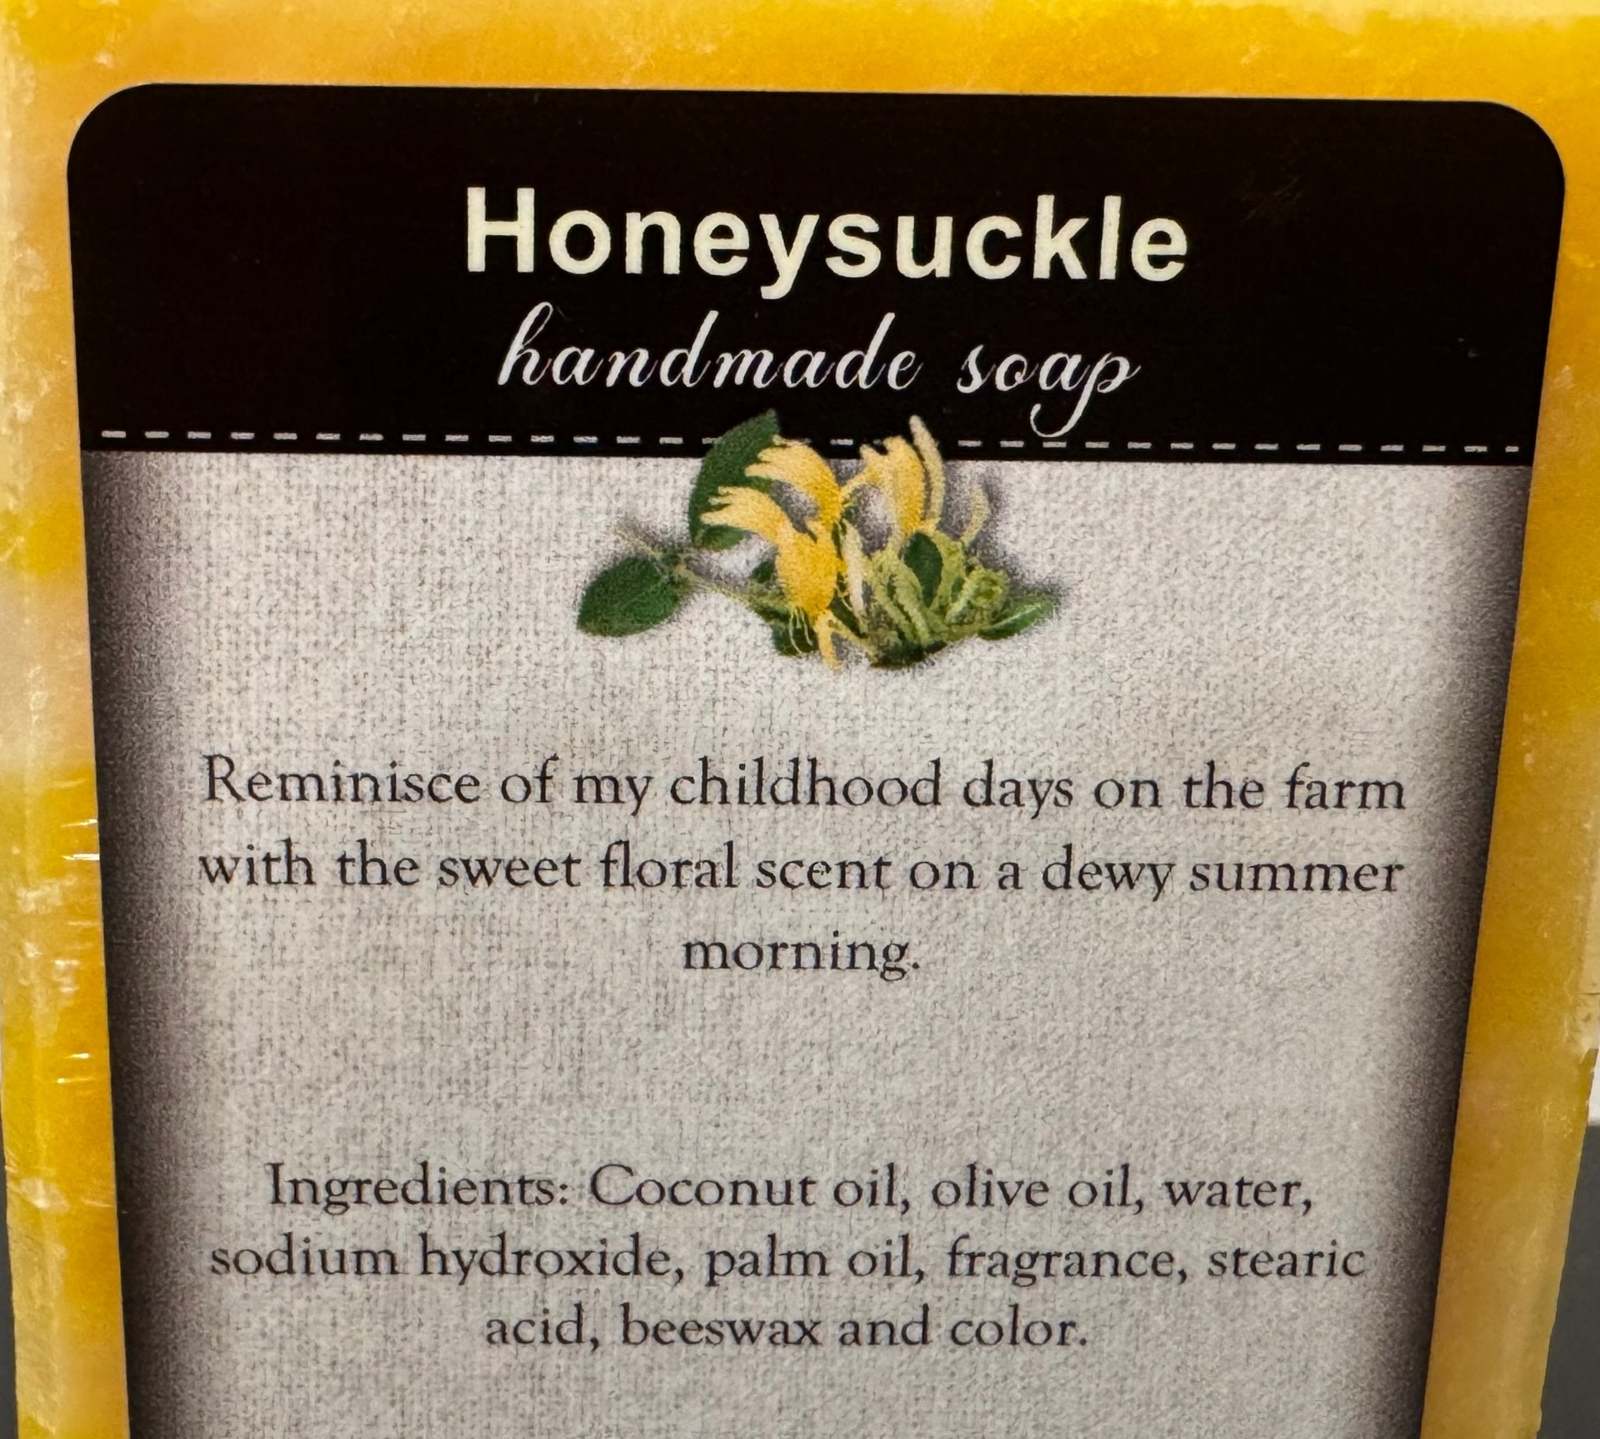 Honeysuckle
handmade soap
Reminisce of my childhood days on the farm
with the sweet floral scent on a dewy summer
morning.
Ingredients: Coconut oil, olive oil, water,
sodium hydroxide, palm oil, fragrance, stearic
acid, beeswax and color.